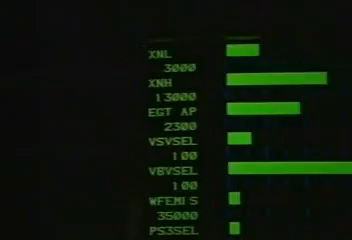 XNL
3000
XNH
13000
EGT AP
2300
VSVSEL
100
VBVSEL
100
WFEMIS
35000
PS3SEL